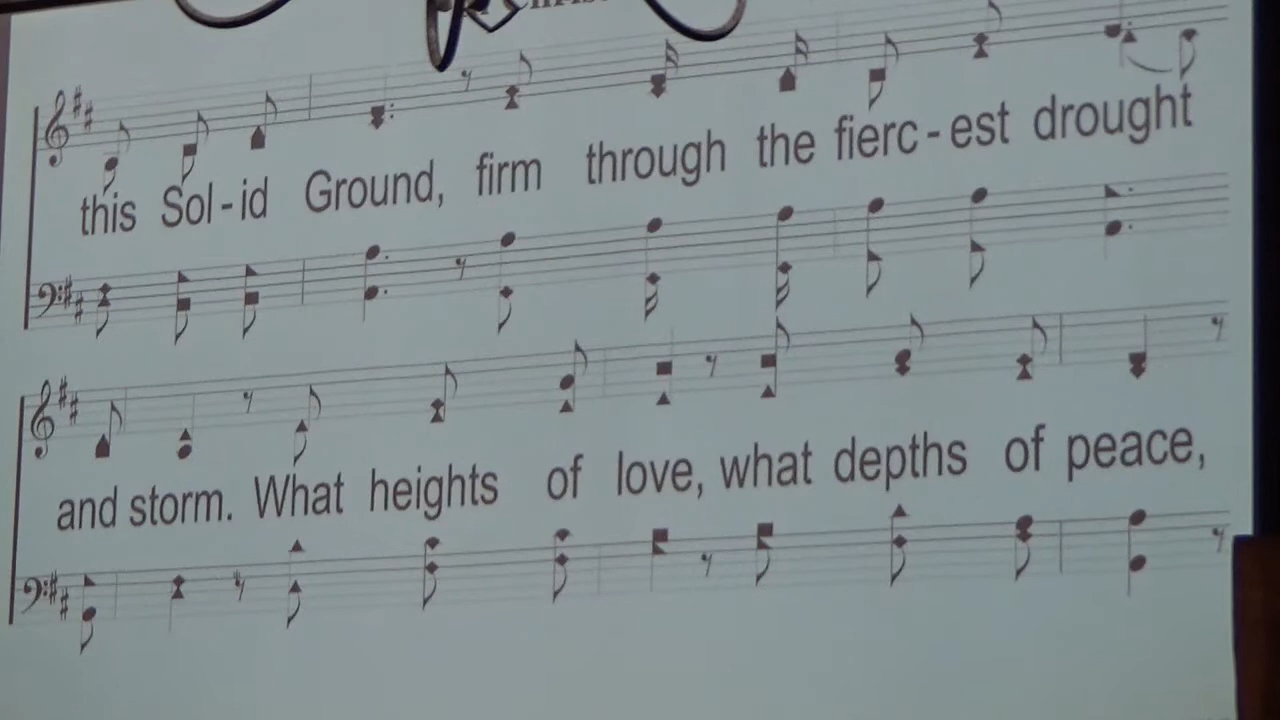 this Sol-id Ground, firm through the fierc-est drought
and storm. What heights of love, what depths of peace,